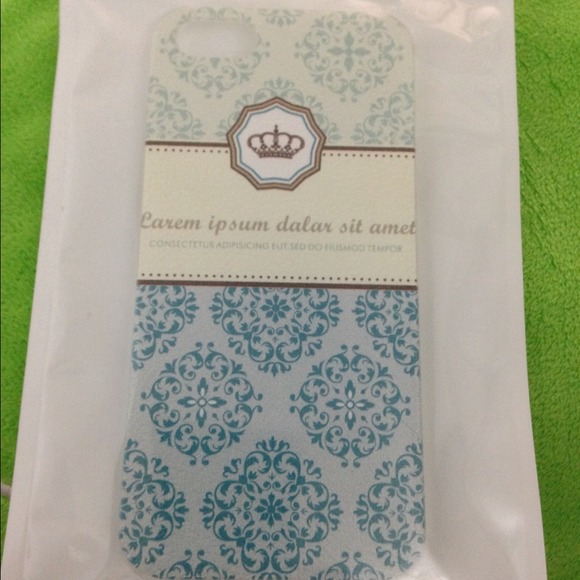 Larem ipsum dalar sit amet
CONSECTETUR ADIPISICING ELIT, SED DO EIUSMOD TEMPOR